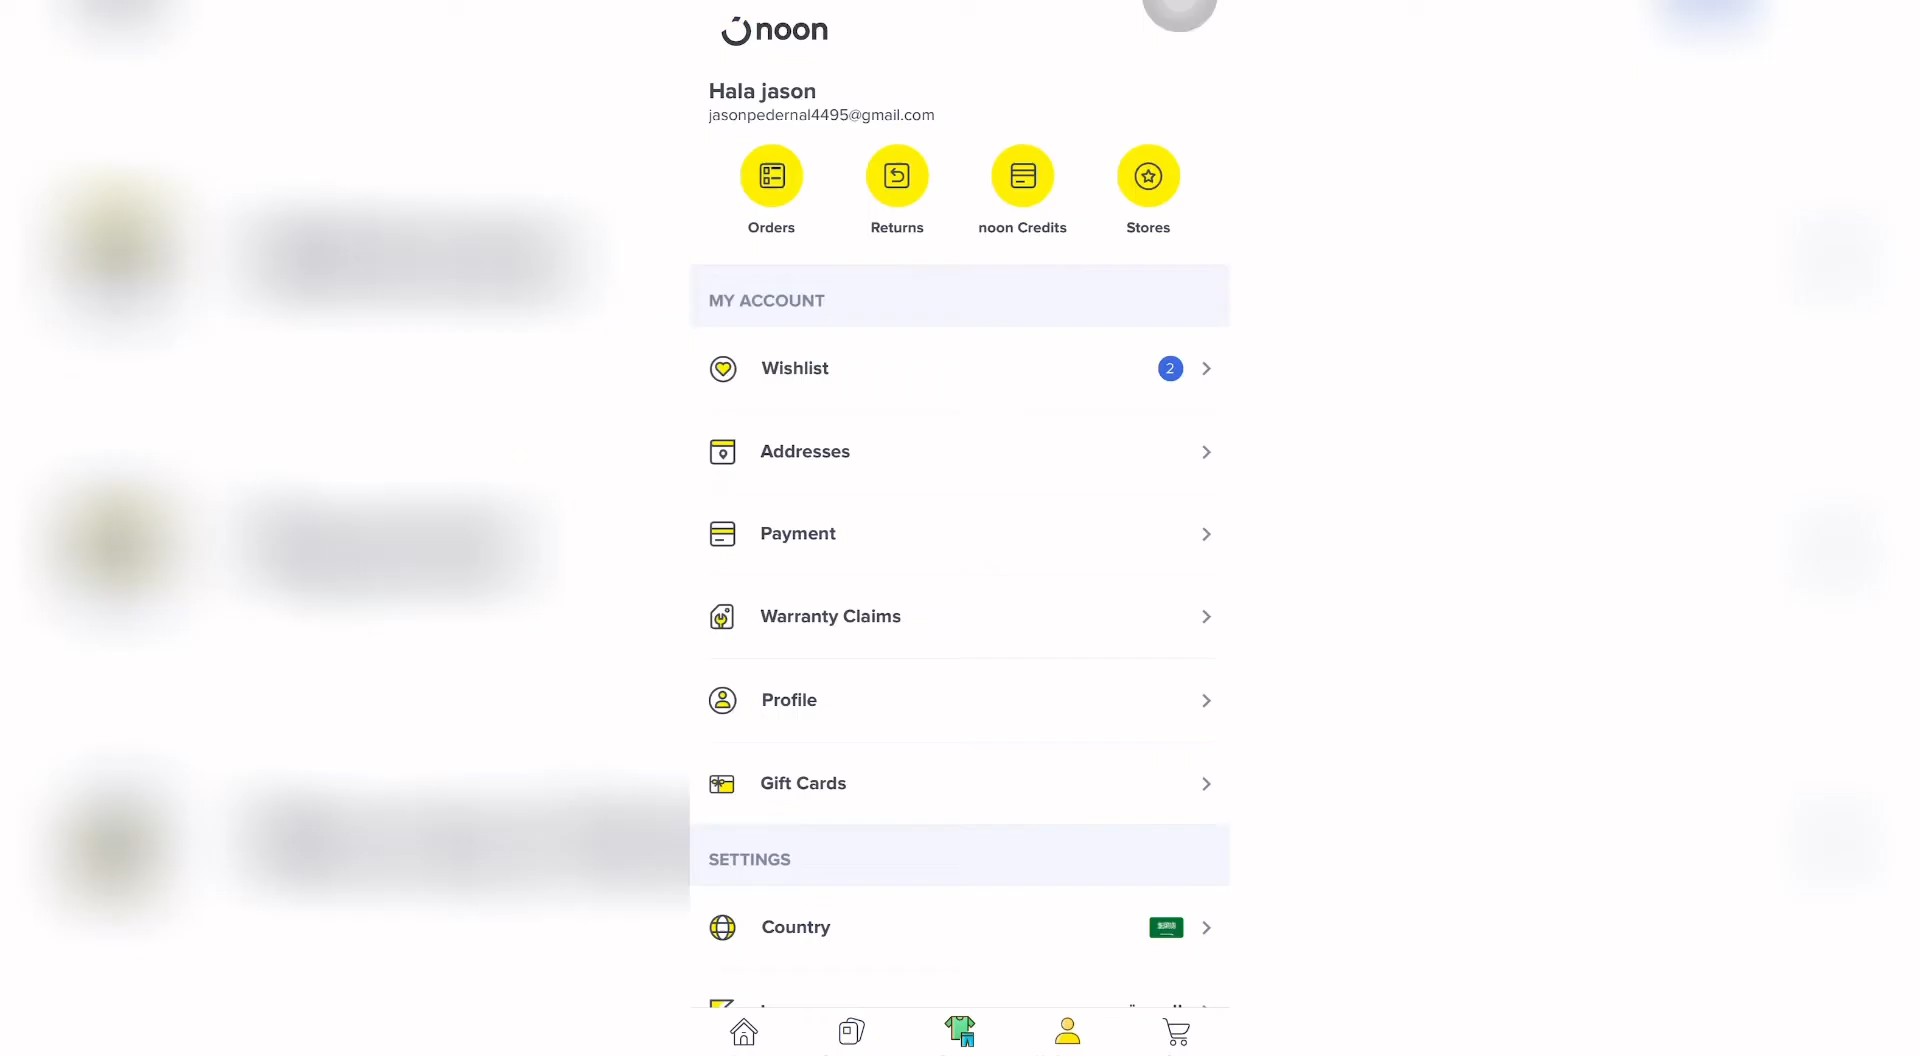 noon
Hala jason
jasonpedernal4495@gmail.com
Orders
Returns
noon Credits
Stores
MY ACCOUNT
Wishlist
2
Addresses
Payment
Warranty Claims
Profile
Gift Cards
SETTINGS
Country